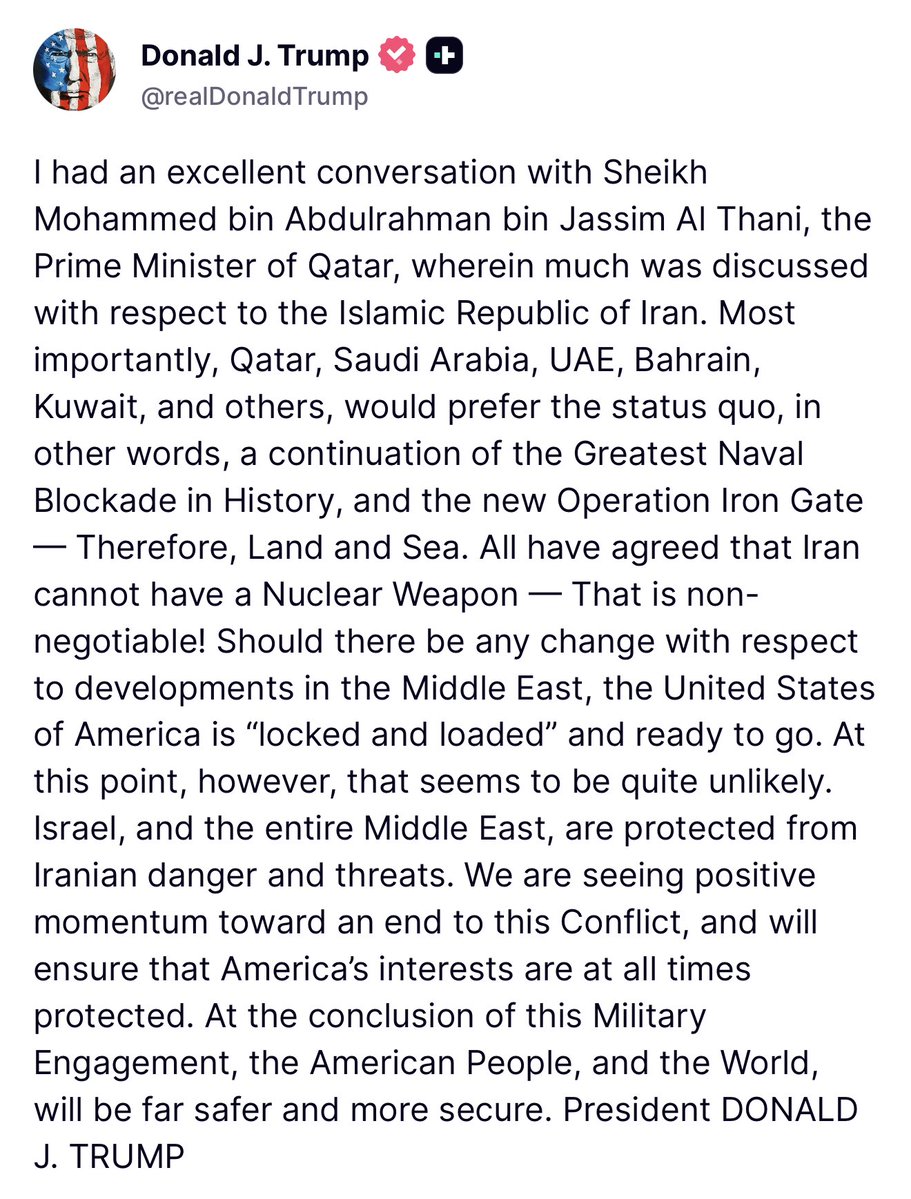 Donald J. Trump
@realDonaldTrump
I had an excellent conversation with Sheikh
Mohammed bin Abdulrahman bin Jassim Al Thani, the
Prime Minister of Qatar, wherein much was discussed
with respect to the Islamic Republic of Iran. Most
importantly, Qatar, Saudi Arabia, UAE, Bahrain,
Kuwait, and others, would prefer the status quo, in
other words, a continuation of the Greatest Naval
Blockade in History, and the new Operation Iron Gate
— Therefore, Land and Sea. All have agreed that Iran
cannot have a Nuclear Weapon — That is non-
negotiable! Should there be any change with respect
to developments in the Middle East, the United States
of America is “locked and loaded” and ready to go. At
this point, however, that seems to be quite unlikely.
Israel, and the entire Middle East, are protected from
Iranian danger and threats. We are seeing positive
momentum toward an end to this Conflict, and will
ensure that America’s interests are at all times
protected. At the conclusion of this Military
Engagement, the American People, and the World,
will be far safer and more secure. President DONALD
J. TRUMP